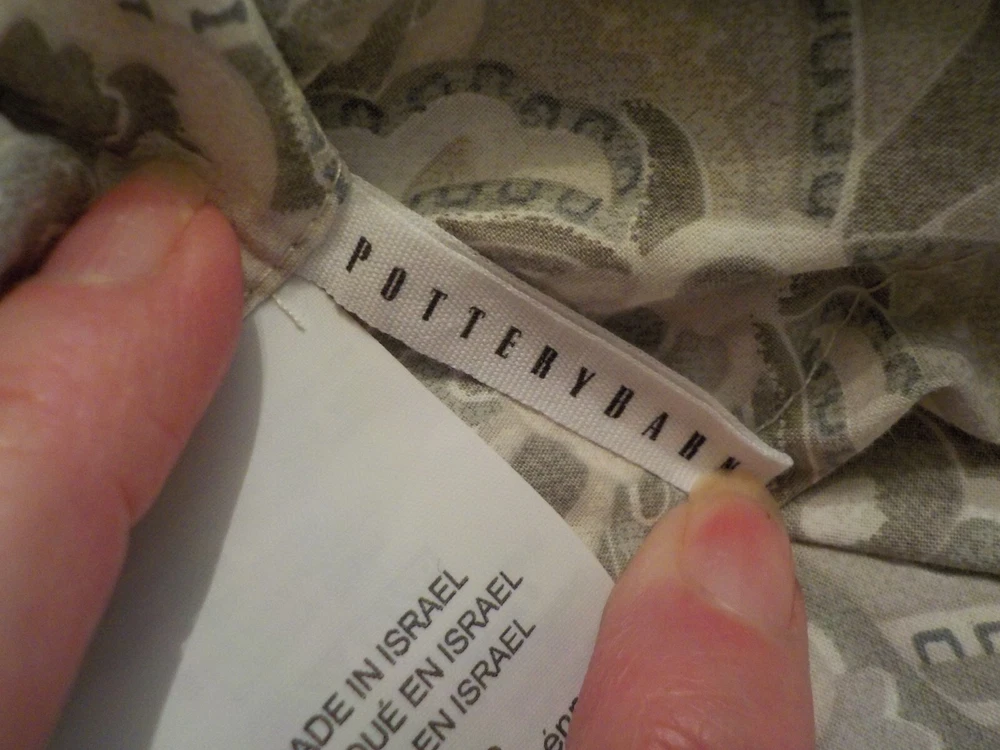 POTTERYBARN
ADE IN ISRAEL
QUÉ EN ISRAEL
EN ISRAEL